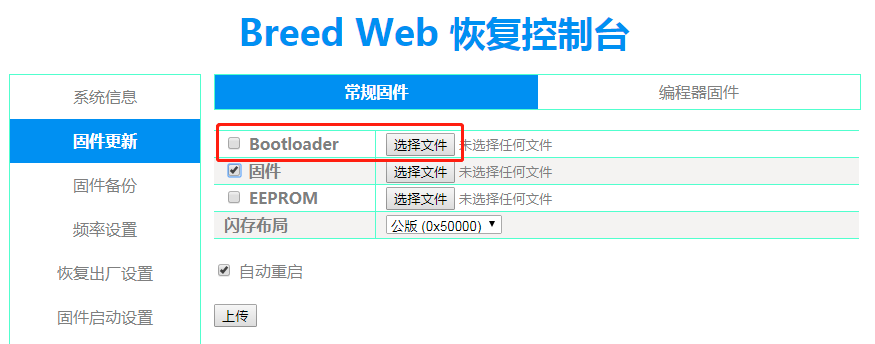 Breed Web 恢复控制台
系统信息
固件更新
固件备份
频率设置
恢复出厂设置
固件启动设置
常规固件 编程器固件
Bootloader 选择文件 未选择任何文件
固件 选择文件 未选择任何文件
EEPROM 选择文件 未选择任何文件
闪存布局 公版 (0x50000)
自动重启
上传